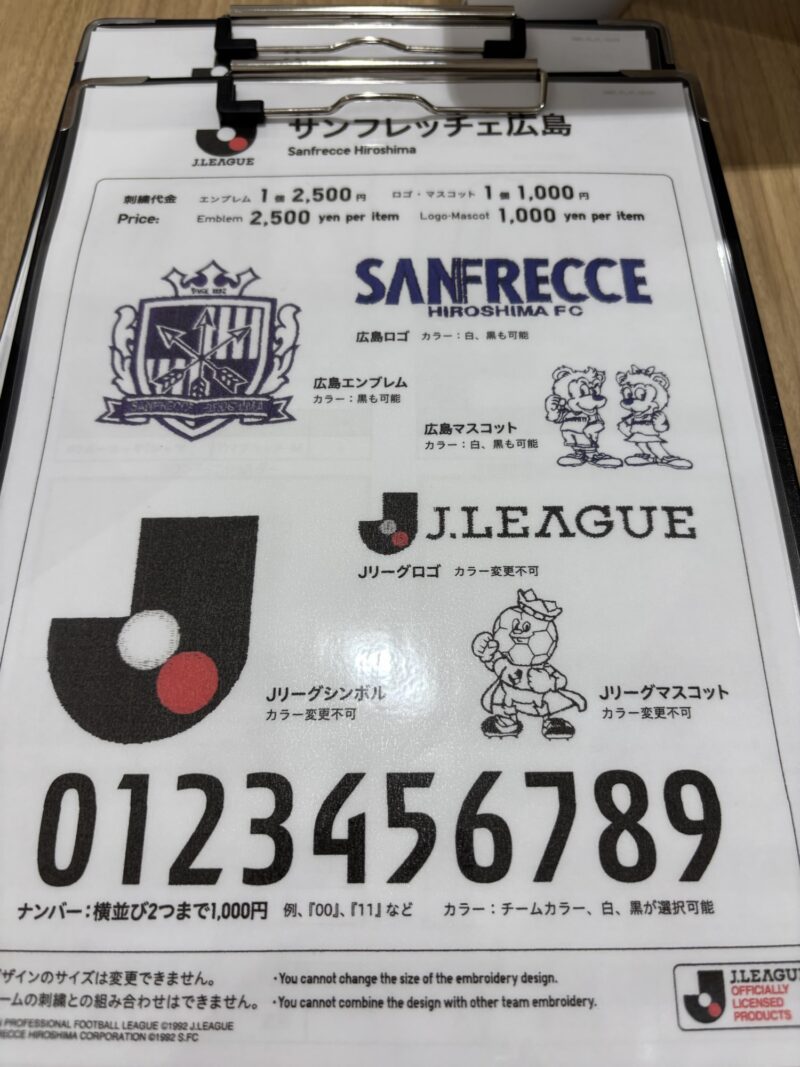 サンフレッチェ広島
J.LEAGUE
Sanfrecce Hiroshima
刺繍代金 エンブレム 1個 2,500円 ロゴ・マスコット 1個 1,000円
Price: Emblem 2,500 yen per item Logo·Mascot 1,000 yen per item
SINCE 1992
SANFRECCE HIROSHIMA
広島エンブレム
カラー：黒も可能
SANFRECCE
HIROSHIMA FC
広島ロゴ カラー：白、黒も可能
広島マスコット
カラー：白、黒も可能
J.LEAGUE
Jリーグロゴ カラー変更不可
Jリーグシンボル
カラー変更不可
Jリーグマスコット
カラー変更不可
0123456789
ナンバー：横並び2つまで1,000円 例、『00』、『11』など カラー：チームカラー、白、黒が選択可能
ザインのサイズは変更できません。 ・You cannot change the size of the embroidery design.
ームの刺繍との組み合わせはできません。 ・You cannot combine the design with other team embroidery.
PROFESSIONAL FOOTBALL LEAGUE ©1992 J.LEAGUE
RECCE HIROSHIMA CORPORATION ©1992 S.FC
J.LEAGU
OFFICIALLY
LICENSED
PRODUCTS